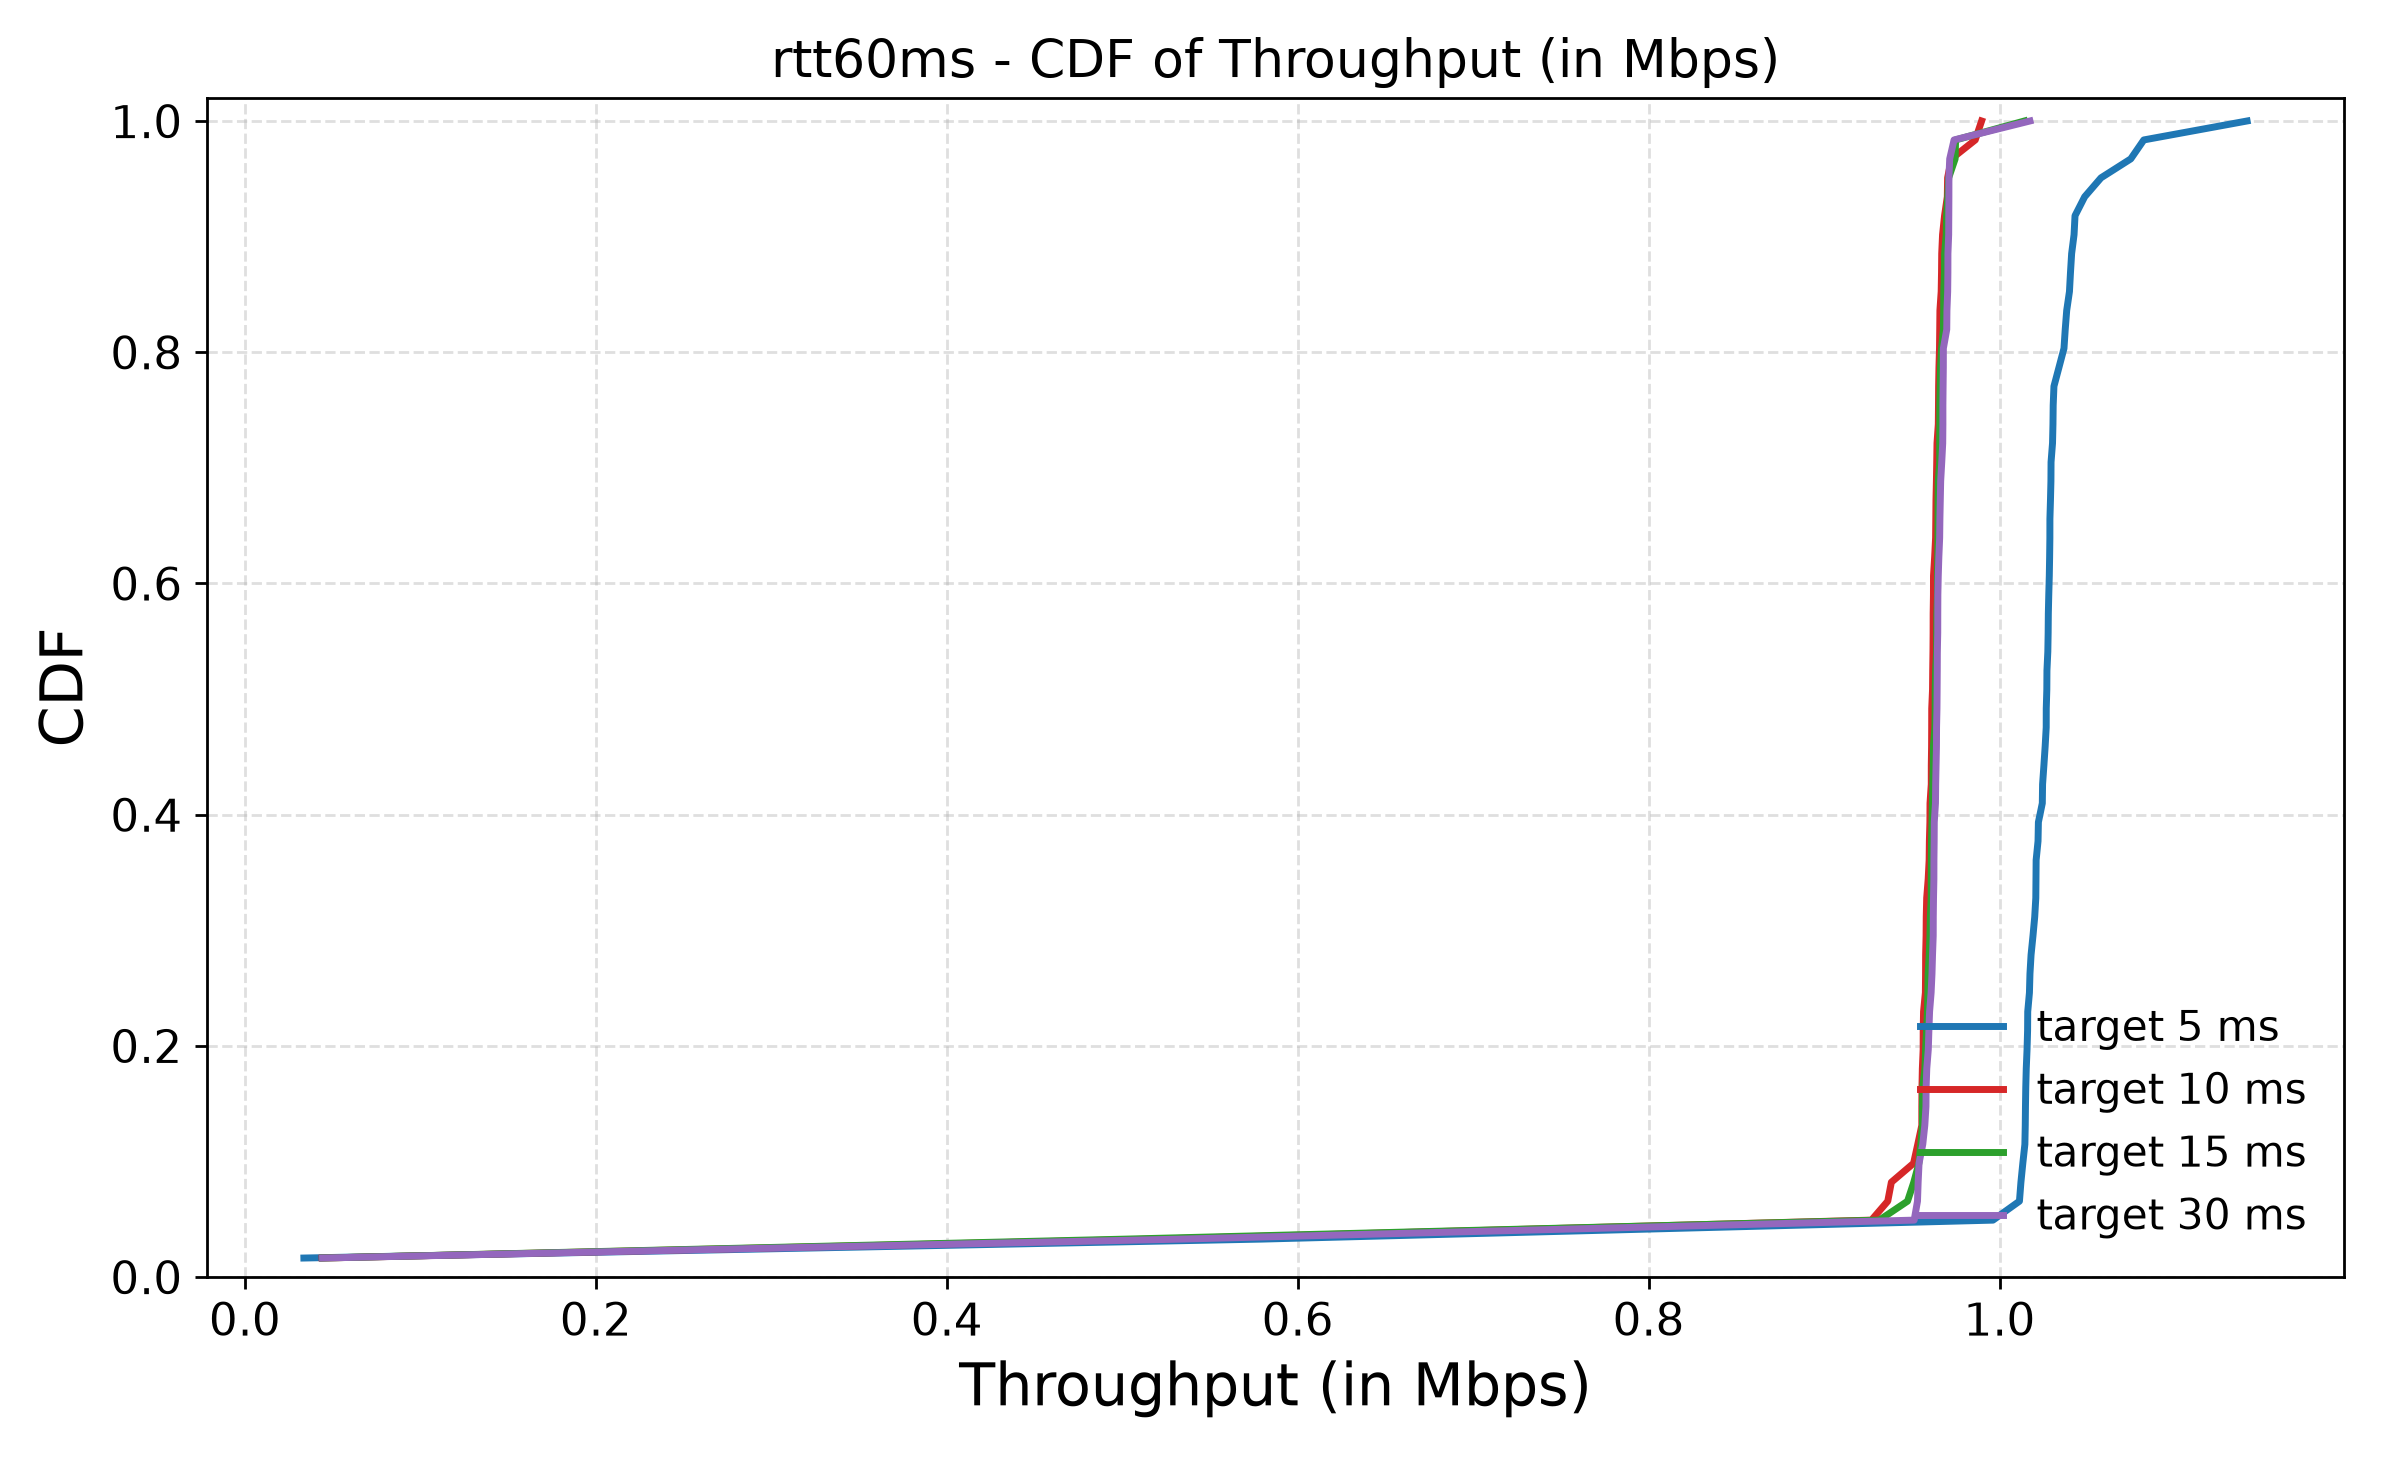 rtt60ms - CDF of Throughput (in Mbps)
CDF
1.0
0.8
0.6
0.4
0.2
0.0
target 5 ms
target 10 ms
target 15 ms
target 30 ms
0.0 0.2 0.4 0.6 0.8 1.0
Throughput (in Mbps)